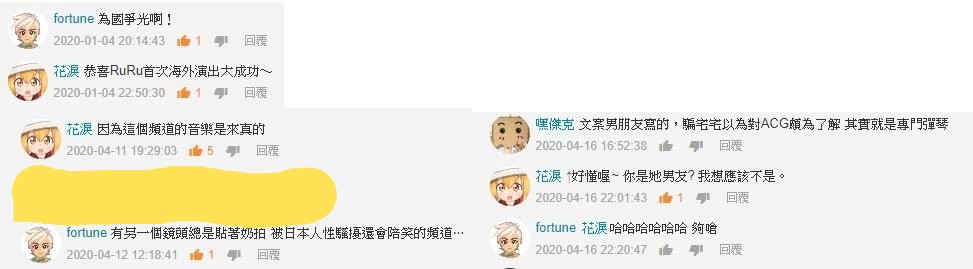 fortune 為國爭光啊！
2020-01-04 20:14:43 1 回覆
花淚 恭喜RuRu首次海外演出大成功～
2020-01-04 22:50:30 1 回覆
花淚 因為這個頻道的音樂是來真的
2020-04-11 19:29:03 5 回覆
fortune 有另一個鏡頭總是貼著奶拍 被日本人性騷擾還會陪笑的頻道…
2020-04-12 12:18:41 1 回覆
嘿傑克 文案男朋友寫的，騙宅宅以為對ACG頗為了解 其實就是專門彈琴
2020-04-16 16:52:38 回覆
花淚 ↑好懂喔~ 你是她男友? 我想應該不是。
2020-04-16 22:01:43 1 回覆
fortune 花淚 哈哈哈哈哈哈 夠嗆
2020-04-16 22:20:47 回覆